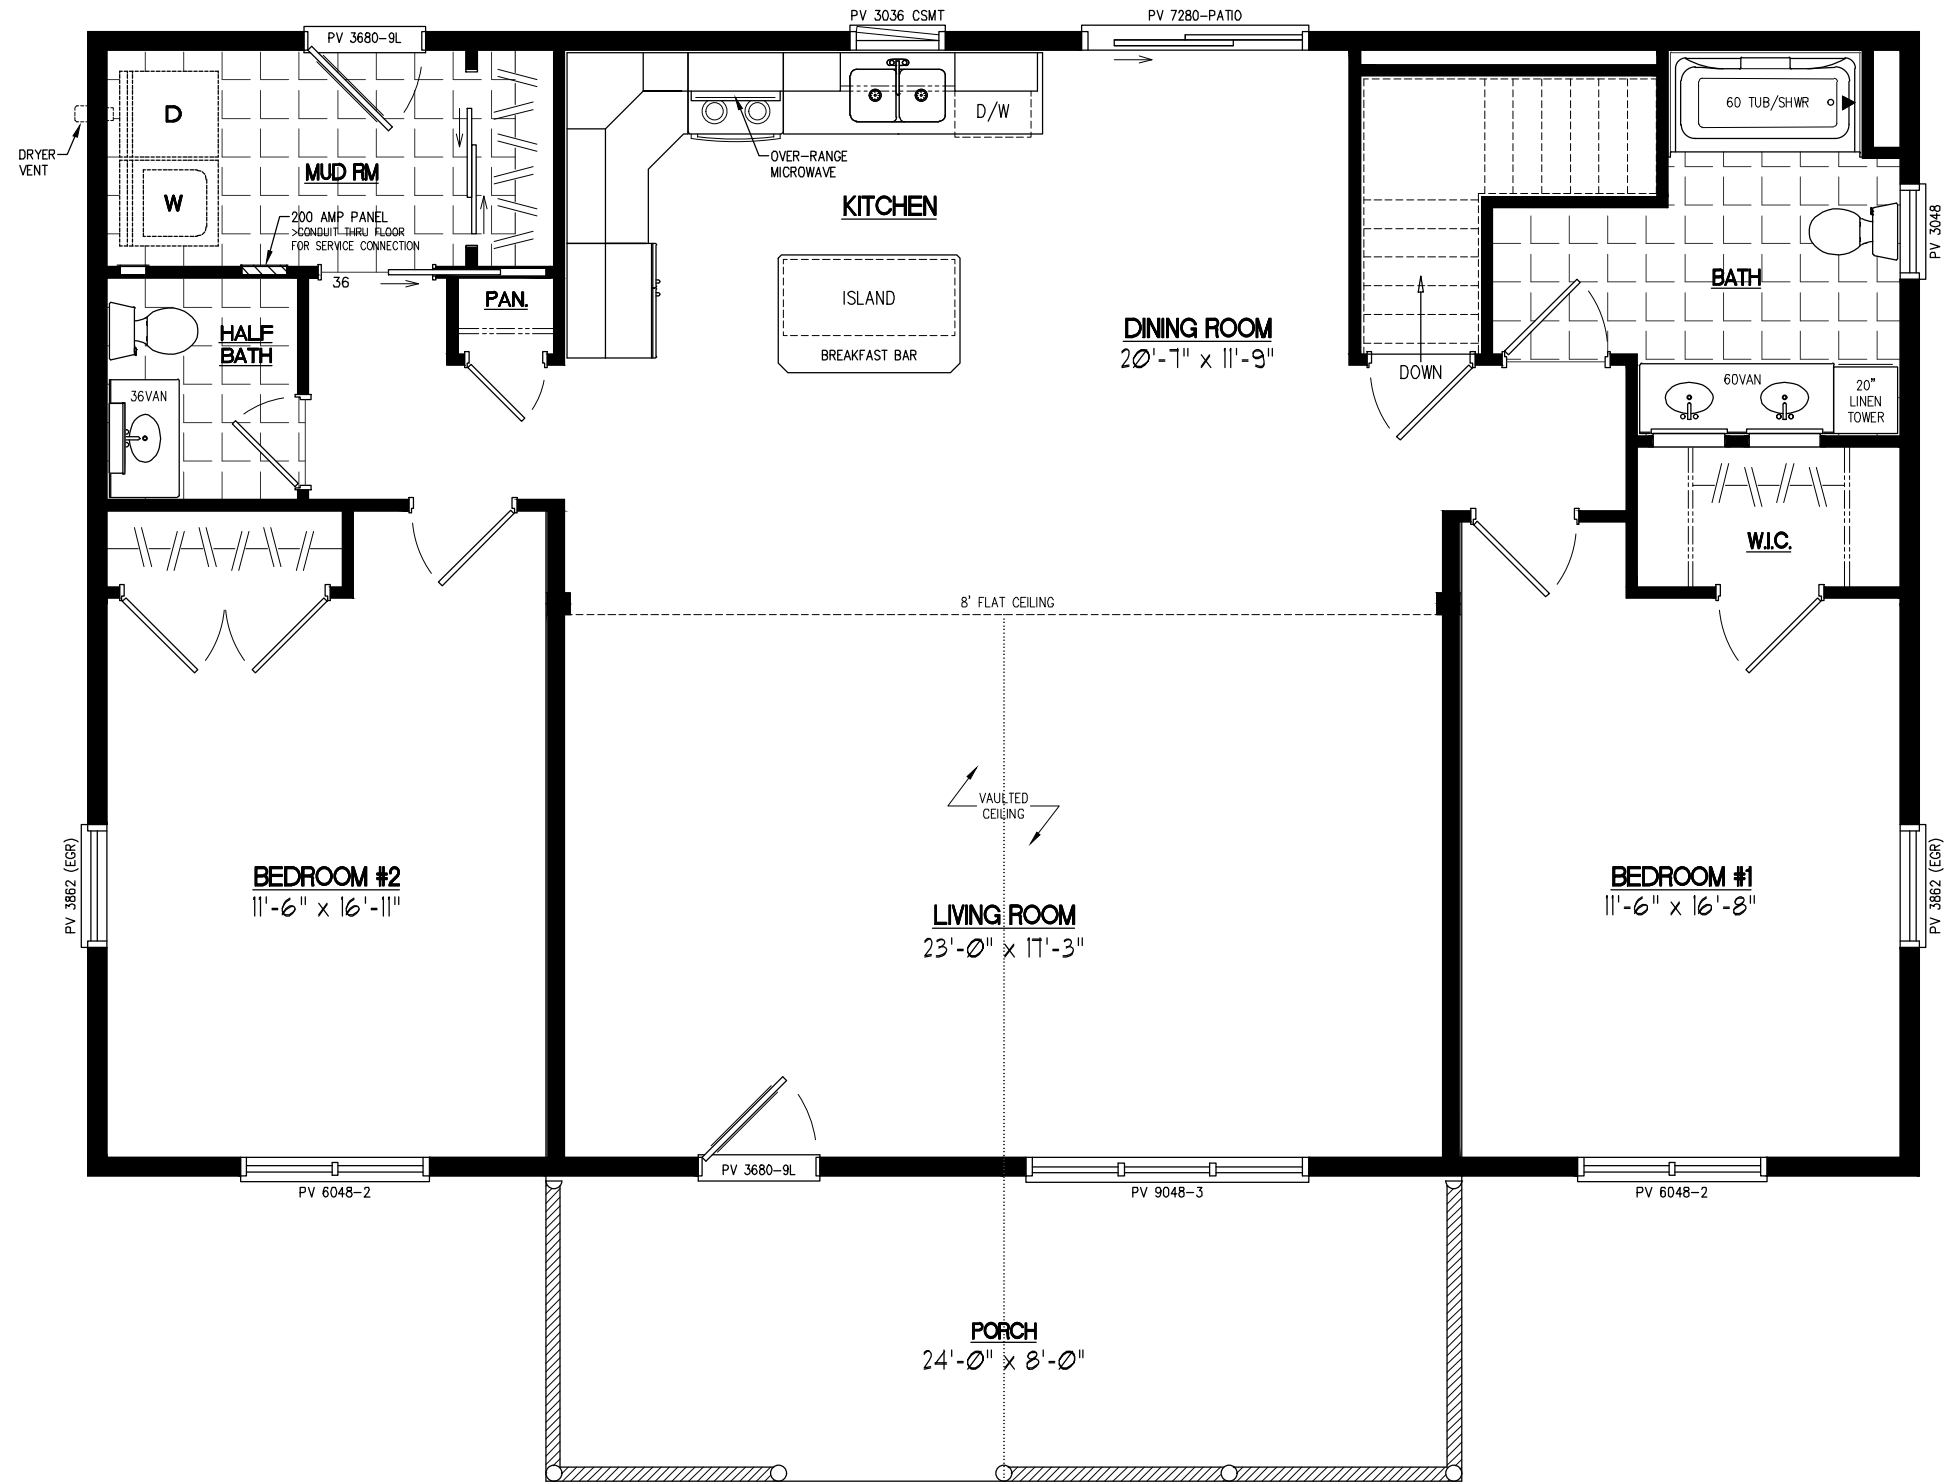 PV 3036 CSMT
PV 7280-PATIO
PV 3680-9L
D
W
DRYER
VENT
MUD RM
200 AMP PANEL
>CONDUIT THRU FLOOR
FOR SERVICE CONNECTION
36
PAN.
HALF
BATH
36VAN
D/W
OVER-RANGE
MICROWAVE
KITCHEN
ISLAND
BREAKFAST BAR
DINING ROOM
20'-7" x 11'-9"
DOWN
60 TUB/SHWR
PV 3048
BATH
60VAN
20"
LINEN
TOWER
W.I.C.
8' FLAT CEILING
VAULTED
CEILING
PV 3862 (EGR)
BEDROOM #2
11'-6" x 16'-11"
LIVING ROOM
23'-0" x 17'-3"
BEDROOM #1
11'-6" x 16'-8"
PV 3862 (EGR)
PV 6048-2
PV 3680-9L
PV 9048-3
PV 6048-2
PORCH
24'-0" x 8'-0"